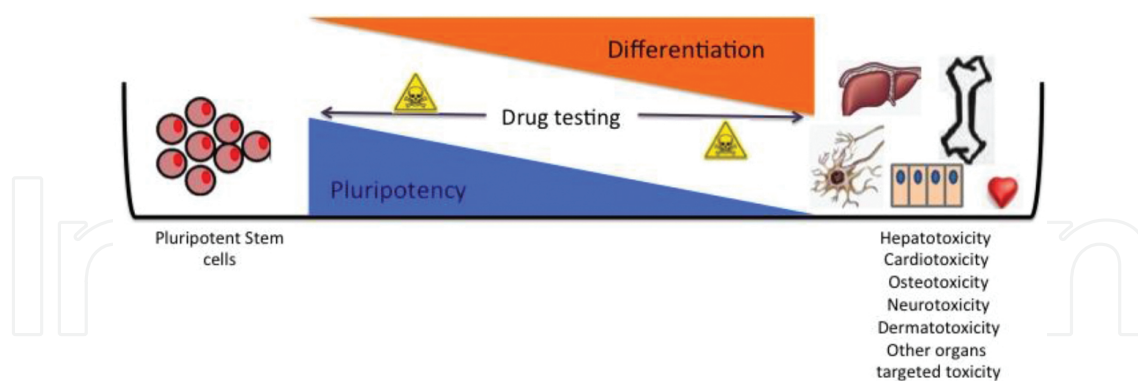 Differentiation
Drug testing
Pluripotency
Pluripotent Stem
cells
Hepatotoxicity
Cardiotoxicity
Osteotoxicity
Neurotoxicity
Dermatotoxicity
Other organs
targeted toxicity